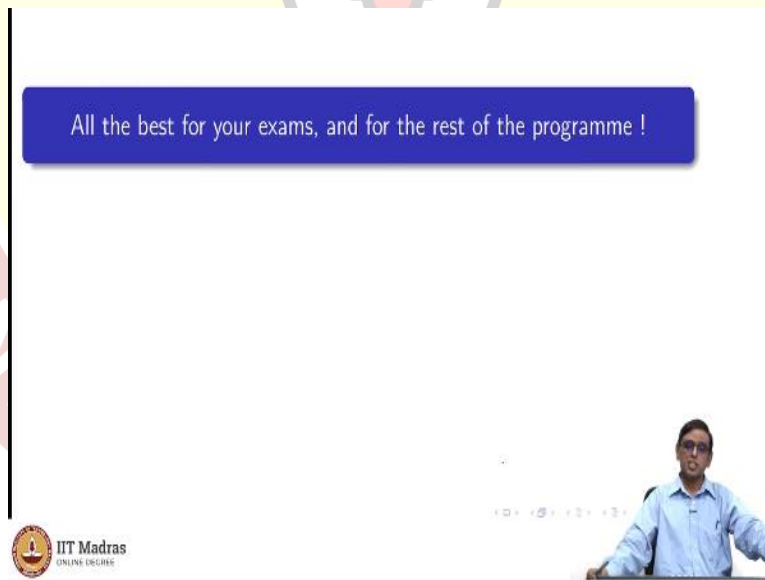 All the best for your exams, and for the rest of the programme !
IIT Madras
ONLINE DEGREE